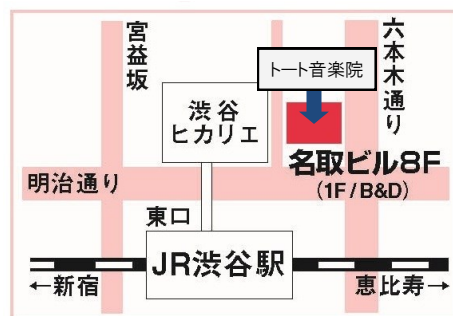 宮益坂
六本木通り
トート音楽院
渋谷
ヒカリエ
名取ビル8F
(1F/B&D)
明治通り
東口
JR渋谷駅
←新宿
恵比寿→